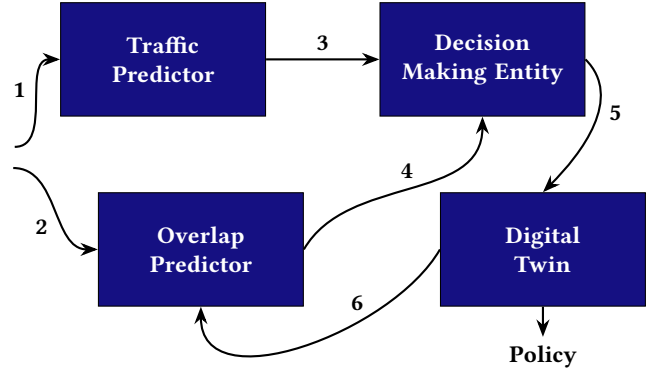 1
Traffic
Predictor
3
Decision
Making Entity
5
2
Overlap
Predictor
4
6
Digital
Twin
Policy